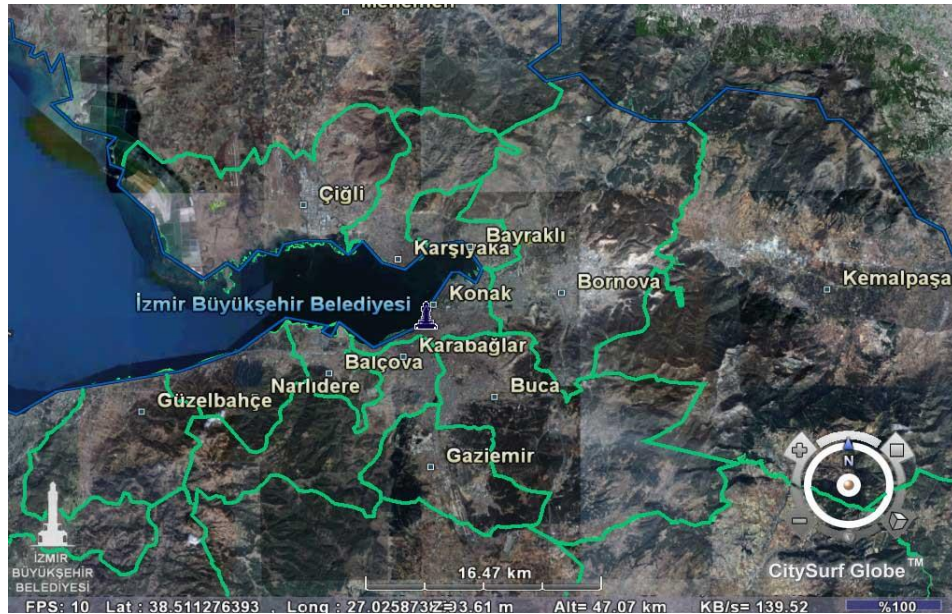 Menemen
Çiğli
Bayraklı
Karşıyaka
Bornova
Kemalpaşa
İzmir Büyükşehir Belediyesi
Konak
Karabağlar
Balçova
Narlıdere
Buca
Güzelbahçe
Gaziemir
N
İZMİR
BÜYÜKŞEHİR
BELEDİYESİ
16.47 km
CitySurf Globe™
FPS: 10 Lat : 38.511276393 , Long : 27.025873 Z=33.61 m Alt= 47.07 km KB/s= 139.52 %100